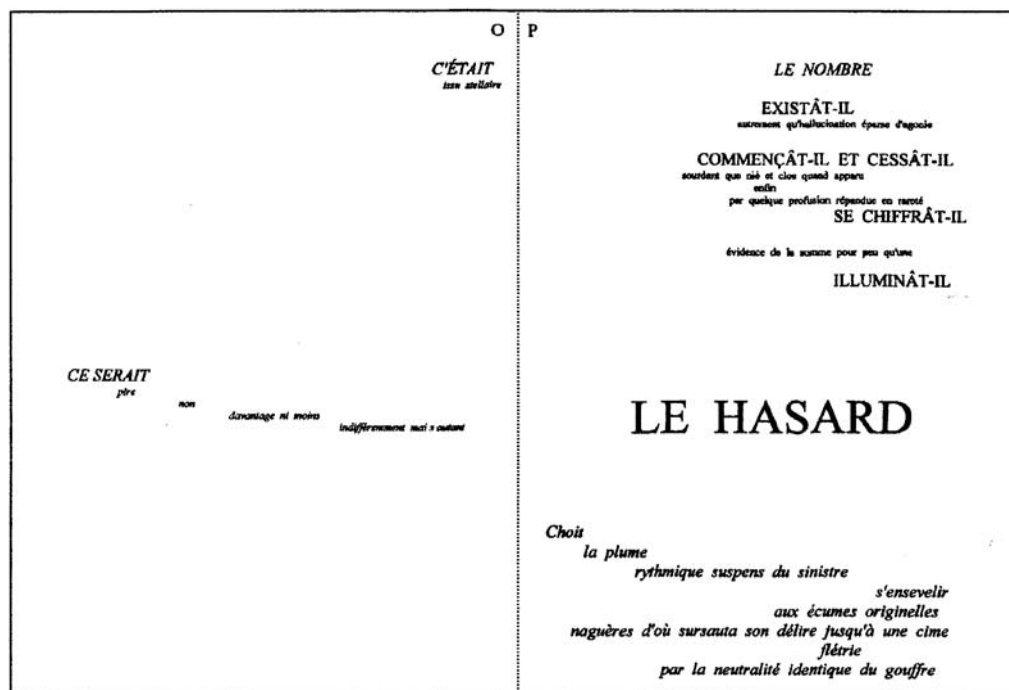 O
C'ÉTAIT
issu stellaire
CE SERAIT
pire
non
davantage ni moins
indifféremment mai s autant
P
LE NOMBRE
EXISTÂT-IL
autrement qu'hallucination éparse d'agonie
COMMENÇÂT-IL ET CESSÂT-IL
sourdant que nié et clos quand apparu
enfin
par quelque profusion répandue en rareté
SE CHIFFRÂT-IL
évidence de la somme pour peu qu'une
ILLUMINÂT-IL
LE HASARD
Choit
la plume
rythmique suspens du sinistre
s'ensevelir
aux écumes originelles
naguères d'où sursauta son délire jusqu'à une cime
flétrie
par la neutralité identique du gouffre